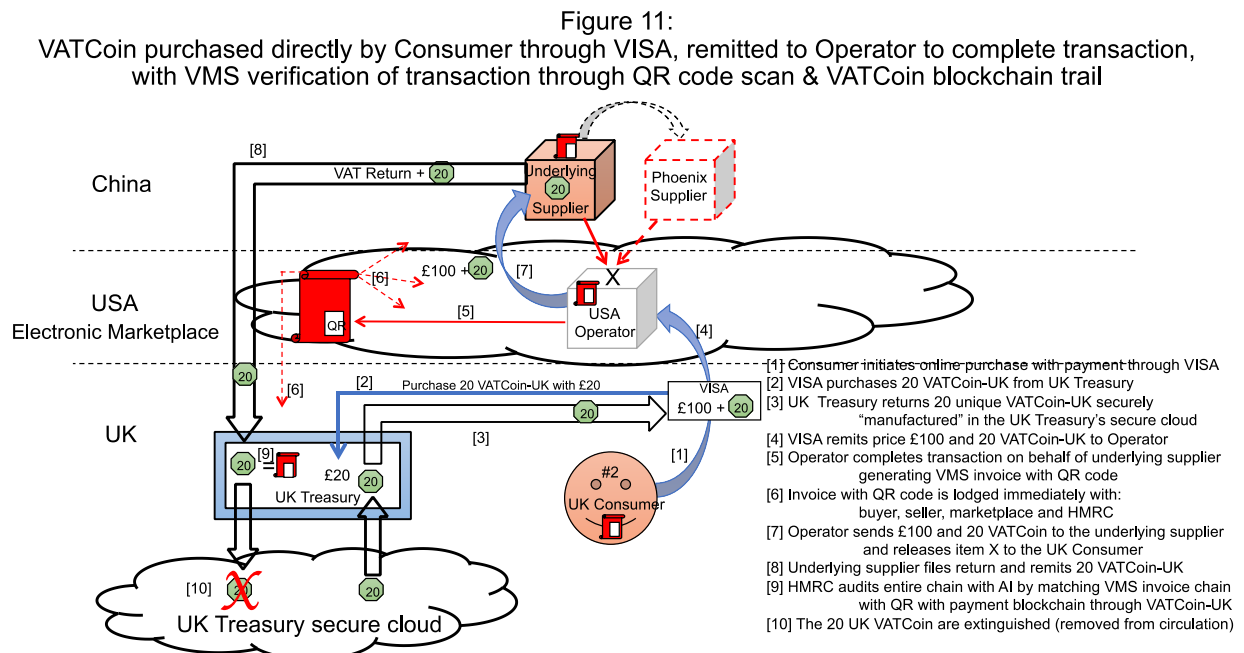 Figure 11:
VATCoin purchased directly by Consumer through VISA, remitted to Operator to complete transaction,
with VMS verification of transaction through QR code scan & VATCoin blockchain trail
[8]
VAT Return + 20
Underlying
20
Supplier
Phoenix
Supplier
China
[6]
£100 + 20
[7]
X
USA
Electronic Marketplace
QR
[5]
USA
Operator
[4]
20
[6]
[2]
Purchase 20 VATCoin-UK with £20
VISA
£100 + 20
20
[3]
UK
[9]
20 =
£20
20
UK Treasury
[1]
#2
UK Consumer
[10]
20 X
20
UK Treasury secure cloud
[1] Consumer initiates online purchase with payment through VISA
[2] VISA purchases 20 VATCoin-UK from UK Treasury
[3] UK Treasury returns 20 unique VATCoin-UK securely
“manufactured” in the UK Treasury’s secure cloud
[4] VISA remits price £100 and 20 VATCoin-UK to Operator
[5] Operator completes transaction on behalf of underlying supplier
generating VMS invoice with QR code
[6] Invoice with QR code is lodged immediately with:
buyer, seller, marketplace and HMRC
[7] Operator sends £100 and 20 VATCoin to the underlying supplier
and releases item X to the UK Consumer
[8] Underlying supplier files return and remits 20 VATCoin-UK
[9] HMRC audits entire chain with AI by matching VMS invoice chain
with QR with payment blockchain through VATCoin-UK
[10] The 20 UK VATCoin are extinguished (removed from circulation)